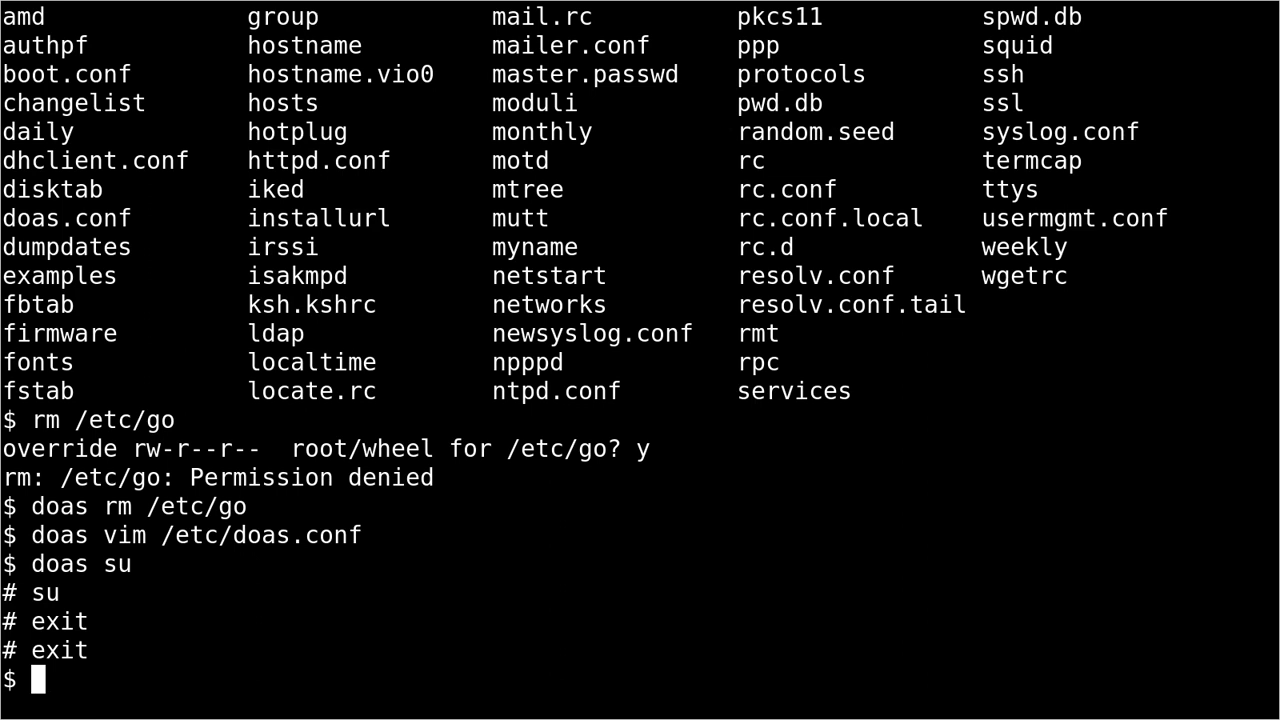 amd              group            mail.rc          pkcs11           spwd.db
authpf           hostname         mailer.conf      ppp              squid
boot.conf        hostname.vio0    master.passwd    protocols        ssh
changelist       hosts            moduli           pwd.db           ssl
daily            hotplug          monthly          random.seed      syslog.conf
dhclient.conf    httpd.conf       motd             rc               termcap
disktab          iked             mtree            rc.conf          ttys
doas.conf        installurl       mutt             rc.conf.local    usermgmt.conf
dumpdates        irssi            myname           rc.d             weekly
examples         isakmpd          netstart         resolv.conf      wgetrc
fbtab            ksh.kshrc        networks         resolv.conf.tail
firmware         ldap             newsyslog.conf   rmt
fonts            localtime        npppd            rpc
fstab            locate.rc        ntpd.conf        services
$ rm /etc/go
override rw-r--r--  root/wheel for /etc/go? y
rm: /etc/go: Permission denied
$ doas rm /etc/go
$ doas vim /etc/doas.conf
$ doas su
# su
# exit
# exit
$